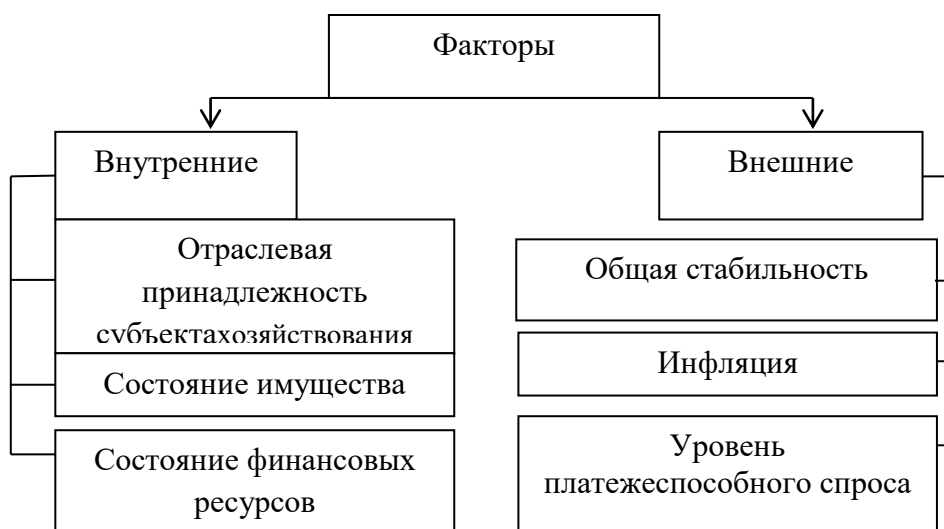 Факторы
Внутренние
Внешние
Отраслевая
принадлежность
субъектахозяйствования
Состояние имущества
Состояние финансовых
ресурсов
Общая стабильность
Инфляция
Уровень
платежеспособного спроса